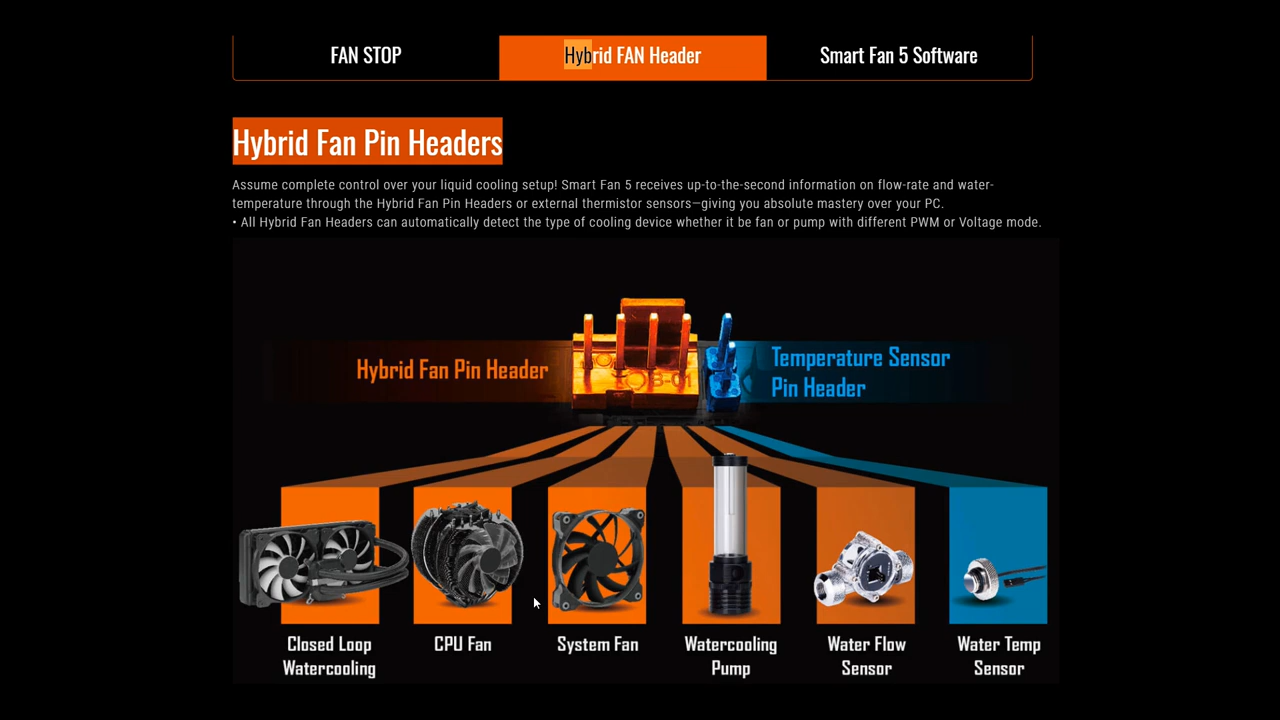 FAN STOP
Hybrid FAN Header
Smart Fan 5 Software
Hybrid Fan Pin Headers
Assume complete control over your liquid cooling setup! Smart Fan 5 receives up-to-the-second information on flow-rate and water-
temperature through the Hybrid Fan Pin Headers or external thermistor sensors—giving you absolute mastery over your PC.
• All Hybrid Fan Headers can automatically detect the type of cooling device whether it be fan or pump with different PWM or Voltage mode.
Hybrid Fan Pin Header
Temperature Sensor
Pin Header
B-01
Closed Loop
Watercooling
CPU Fan
System Fan
Watercooling
Pump
Water Flow
Sensor
Water Temp
Sensor